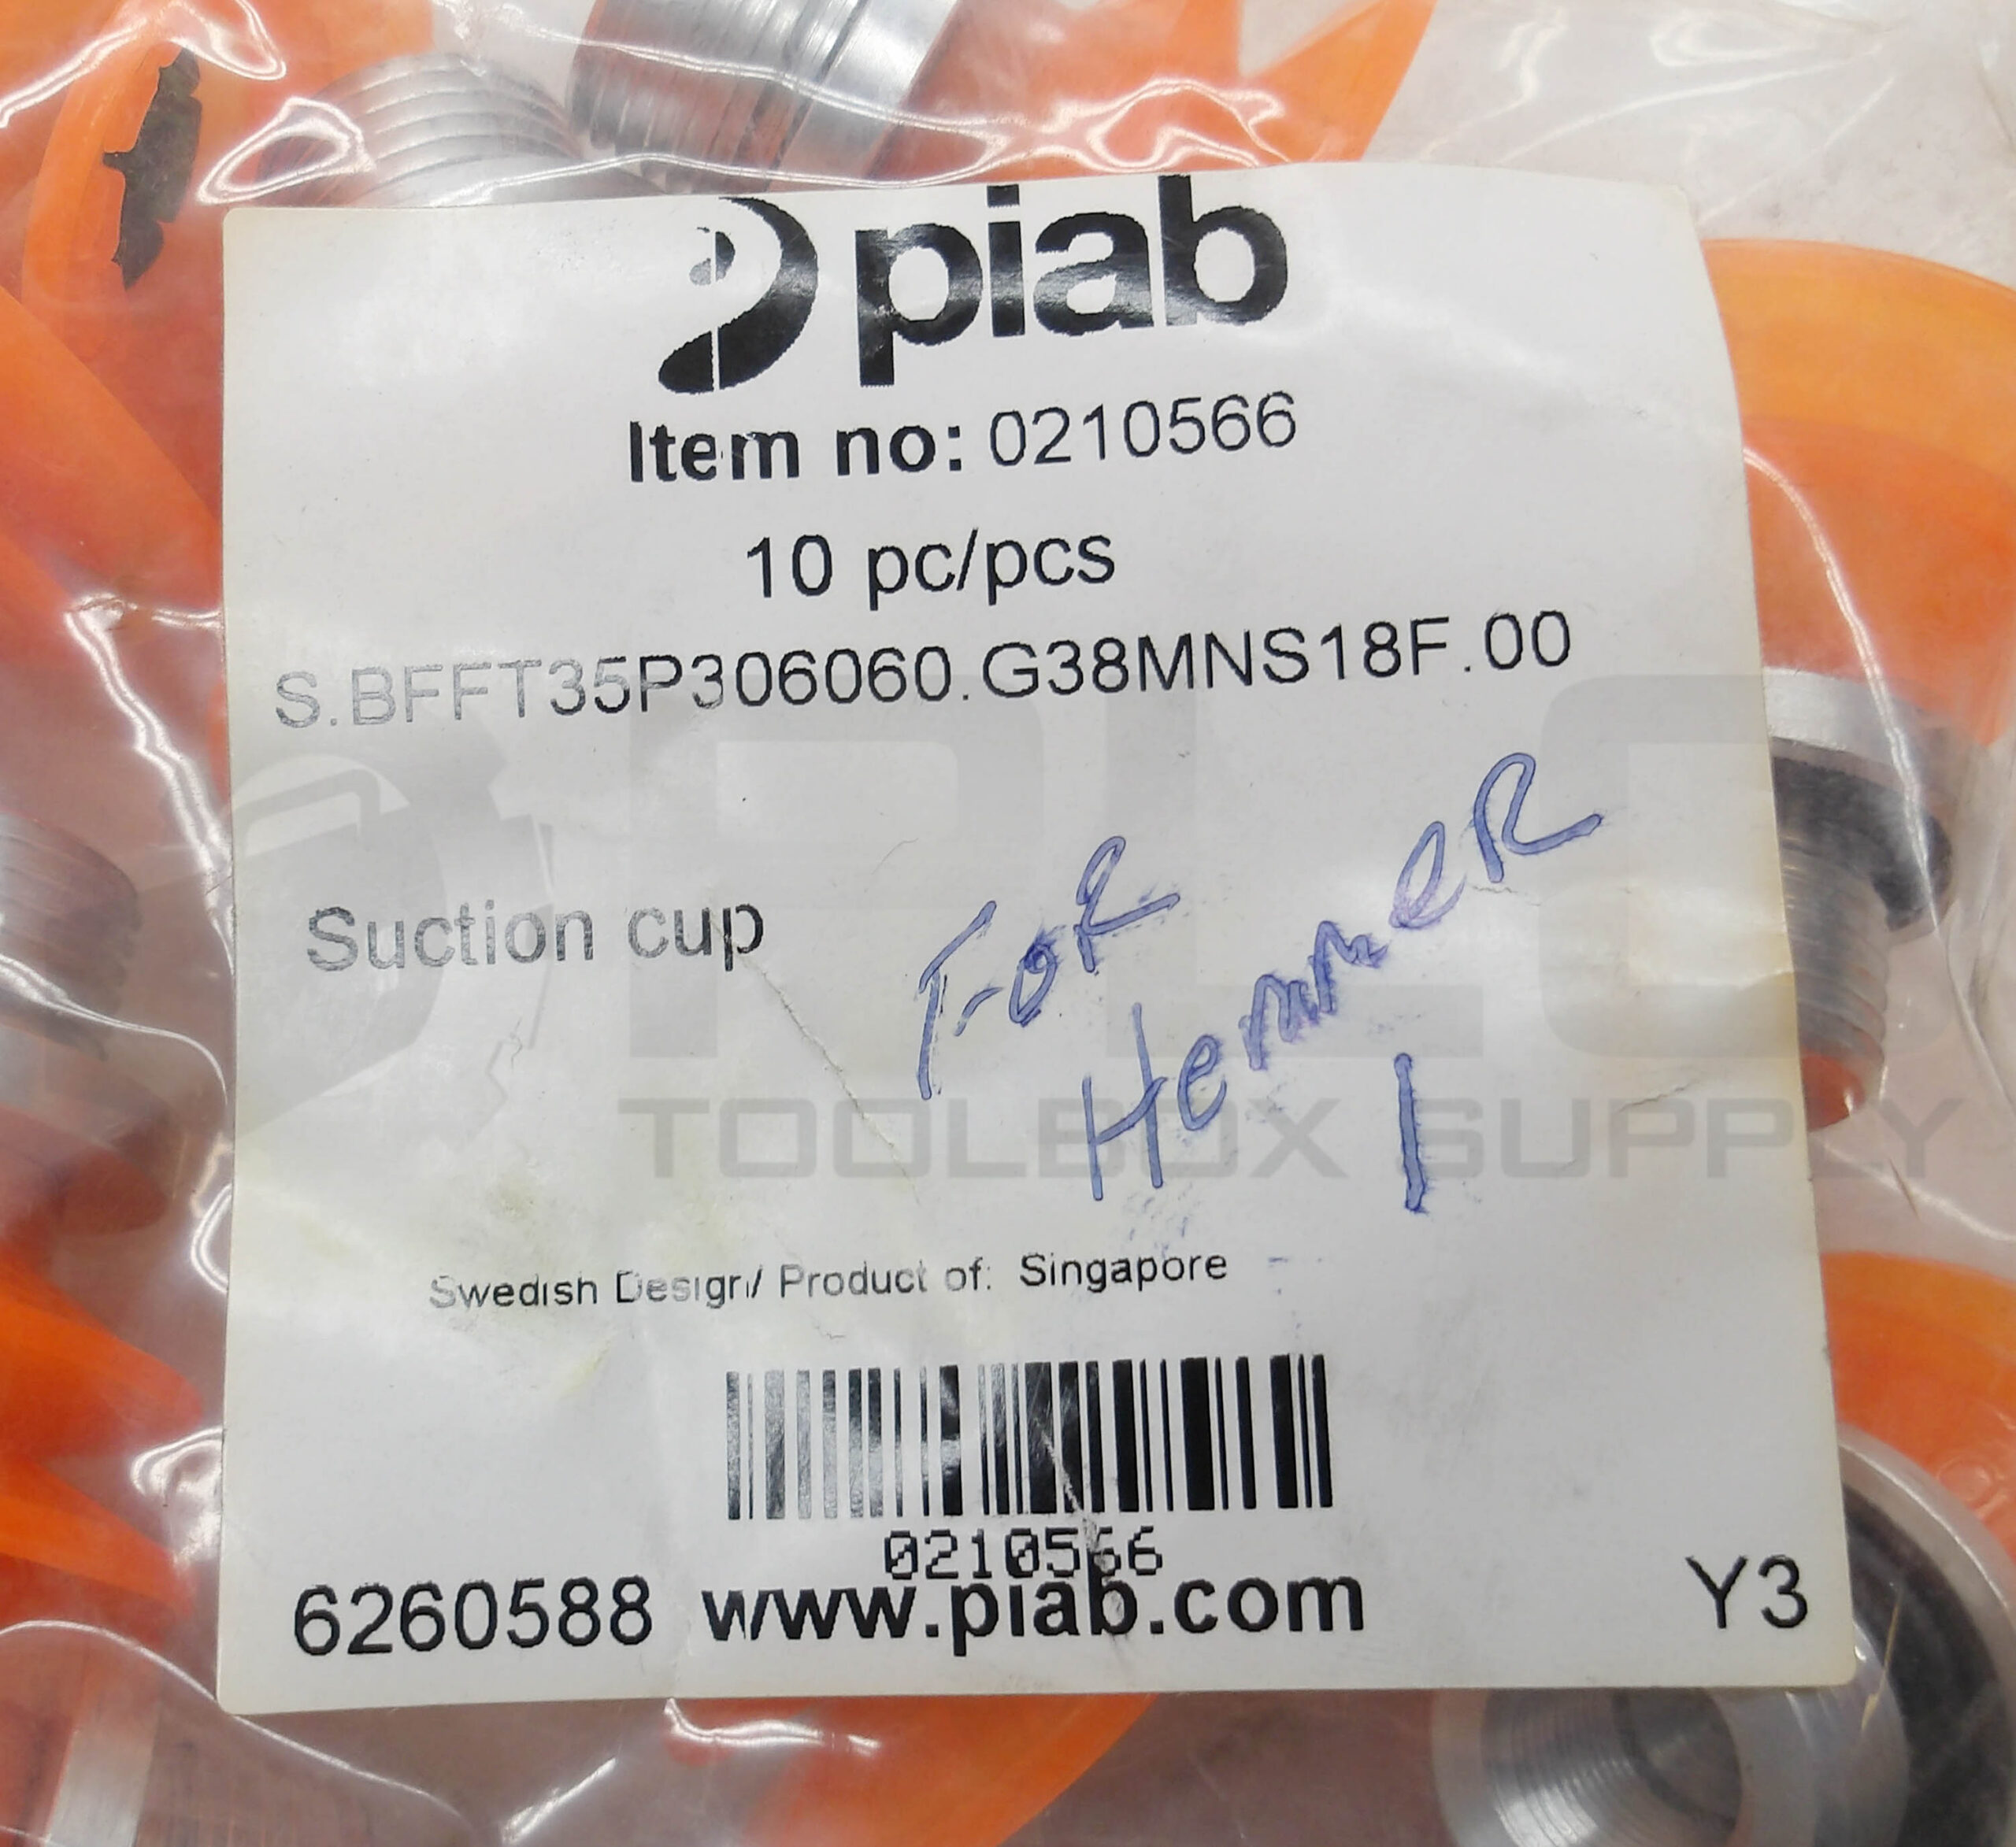 piab
Item no: 0210566
10 pc/pcs
S.BFFT35P306060.G38MNS18F.00
Suction cup
For
Hemmer
1
PLC
TOOLBOX SUPPLY
Swedish Design/ Product of: Singapore
0210566
6260588 www.piab.com Y3